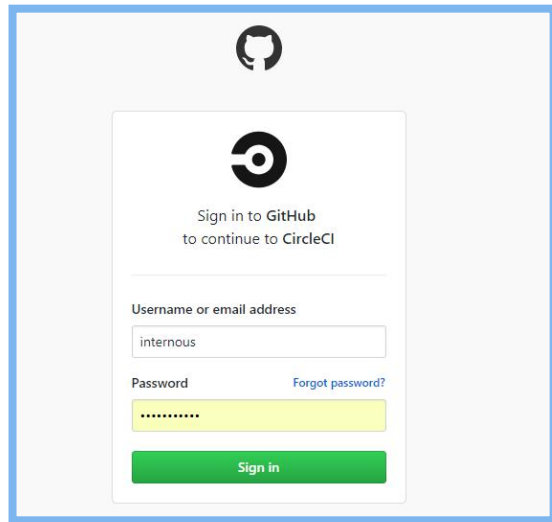 Sign in to GitHub
to continue to CircleCI
Username or email address
internous
Password Forgot password?
•••••••••••
Sign in